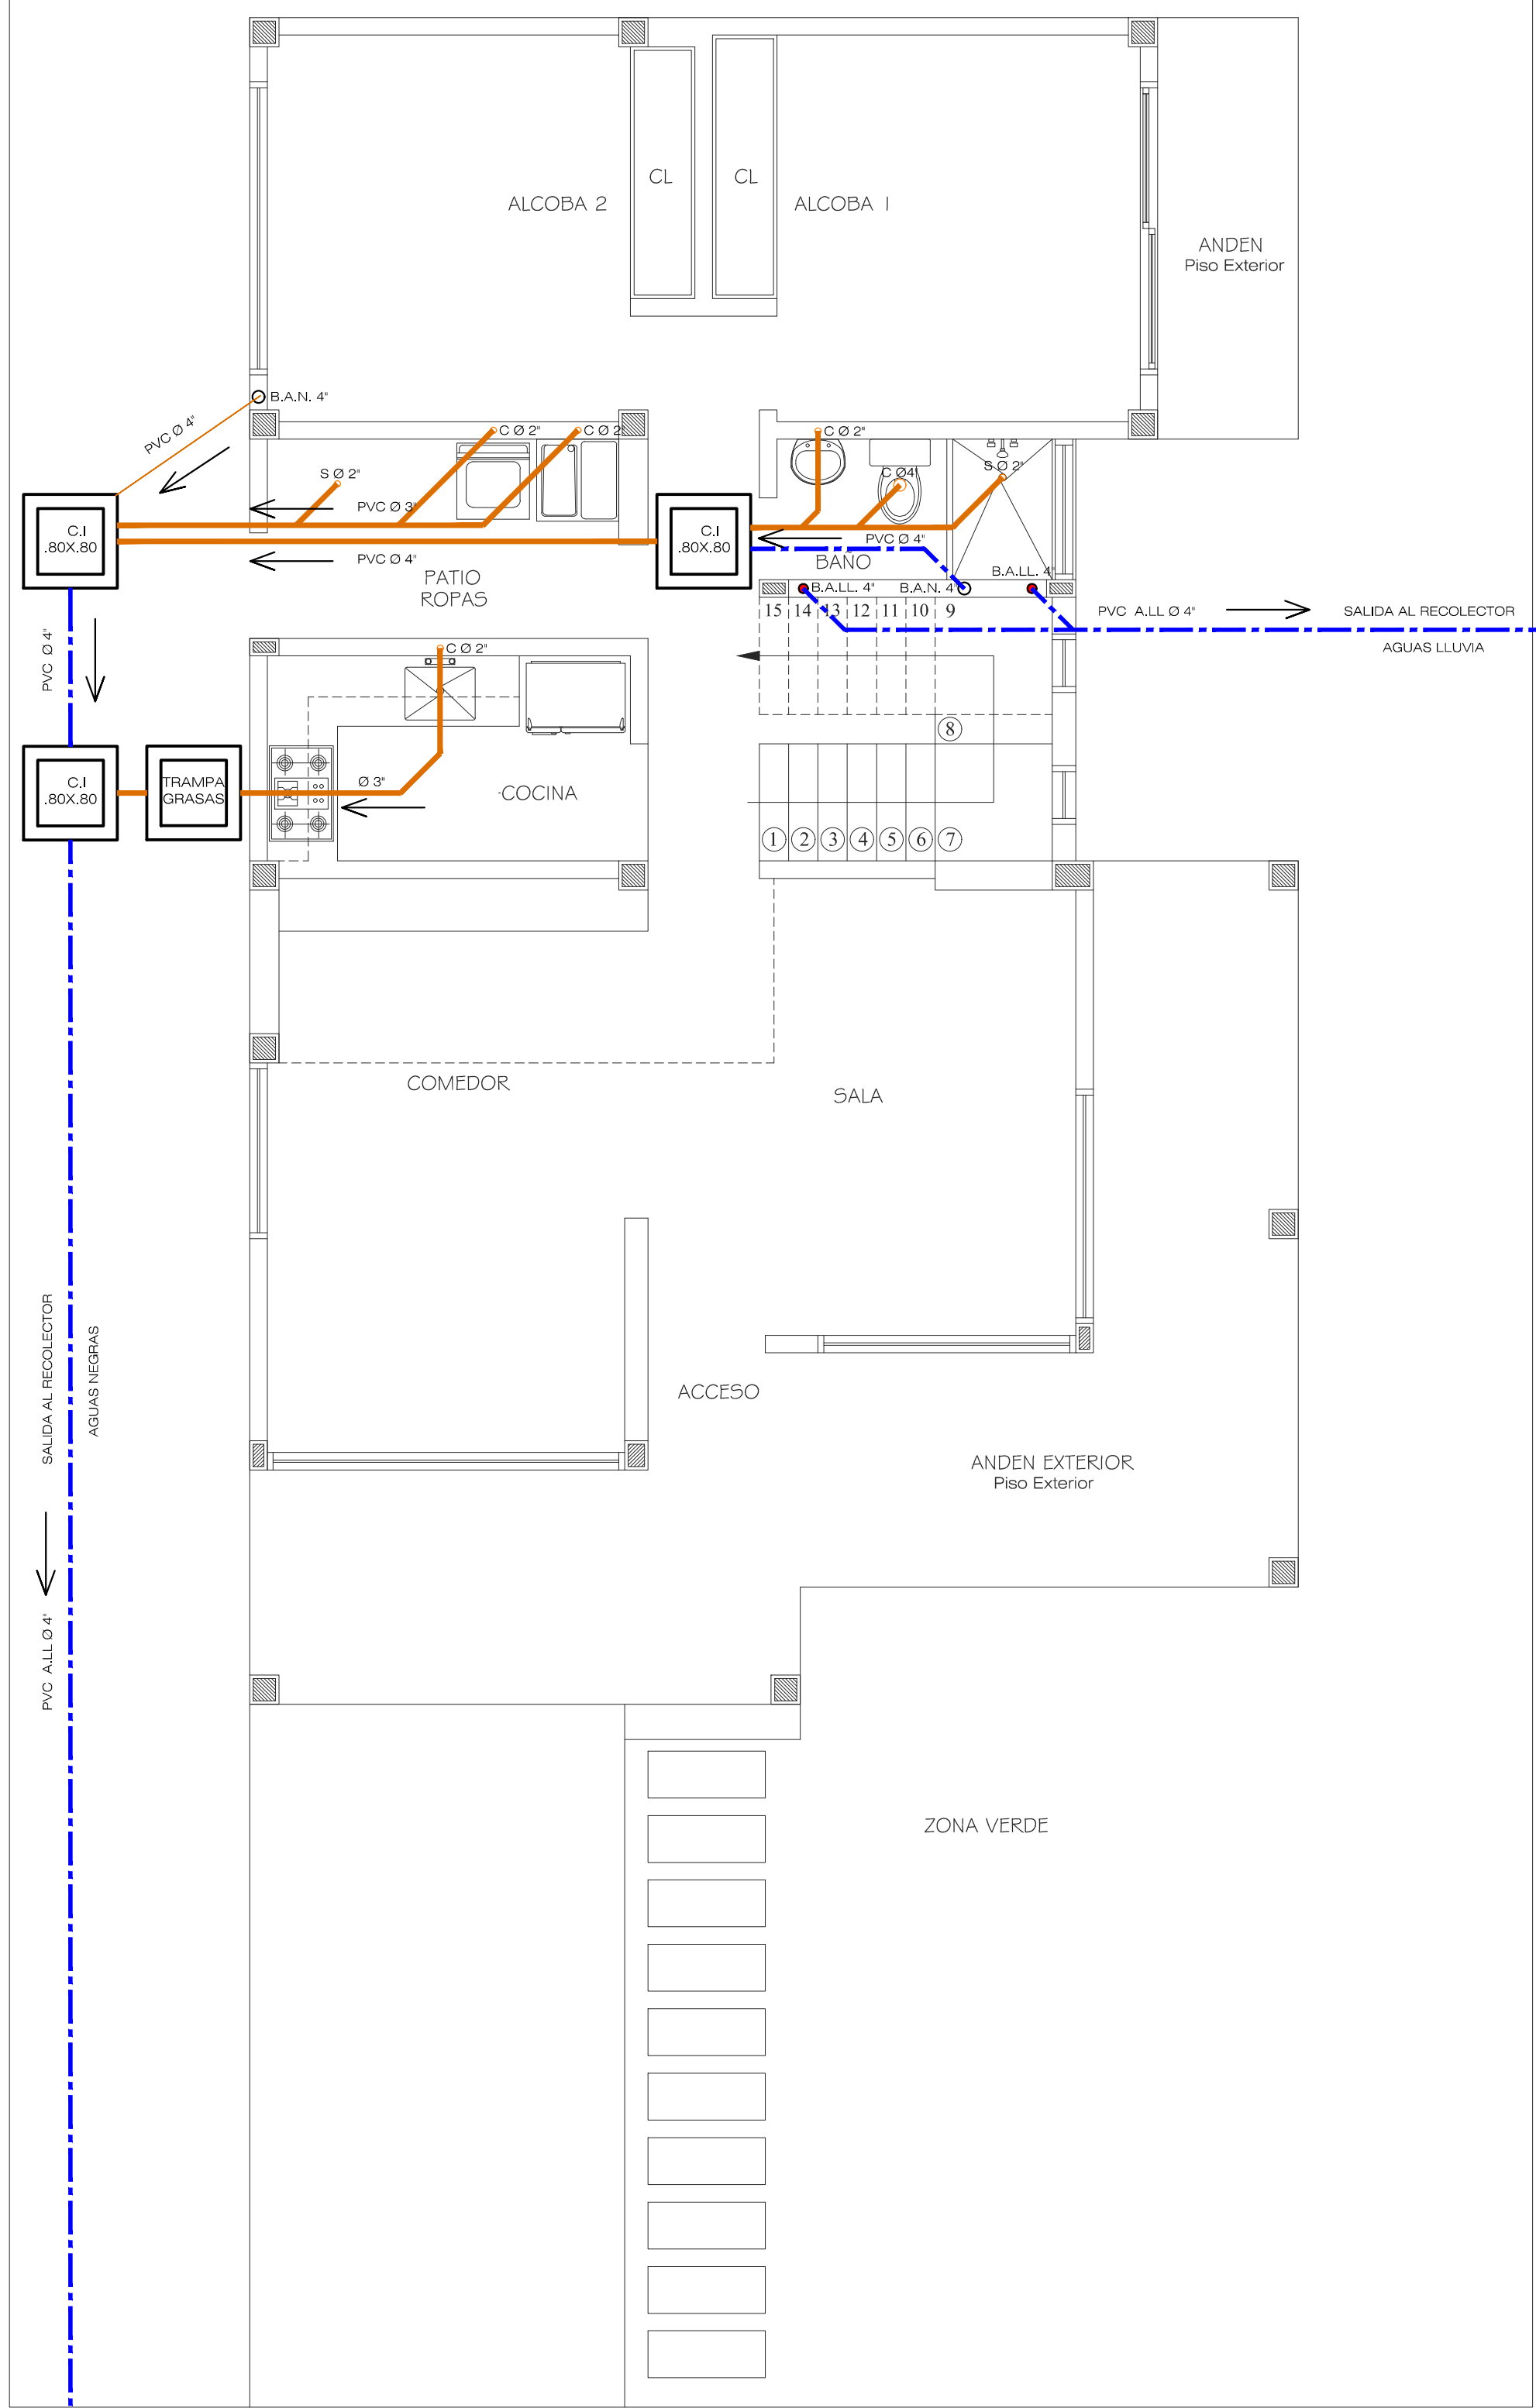 CL
CL
ALCOBA 2
ALCOBA 1
ANDEN
Piso Exterior
B.A.N. 4"
PVC Ø 4"
C Ø 2"
C Ø 2"
C Ø 2"
S Ø 2"
C Ø4"
S Ø 2"
PVC Ø 3"
C.I
.80X.80
C.I
.80X.80
PVC Ø 4"
PVC Ø 4"
BAÑO
PATIO
ROPAS
B.A.LL. 4"
B.A.N. 4"
B.A.LL. 4"
15 14 13 12 11 10 9
PVC A.LL Ø 4"
SALIDA AL RECOLECTOR
AGUAS LLUVIA
PVC Ø 4"
C Ø 2"
8
C.I
.80X.80
TRAMPA
GRASAS
Ø 3"
-COCINA
1 2 3 4 5 6 7
COMEDOR
SALA
SALIDA AL RECOLECTOR
AGUAS NEGRAS
ACCESO
ANDEN EXTERIOR
Piso Exterior
PVC A.LL Ø 4"
ZONA VERDE